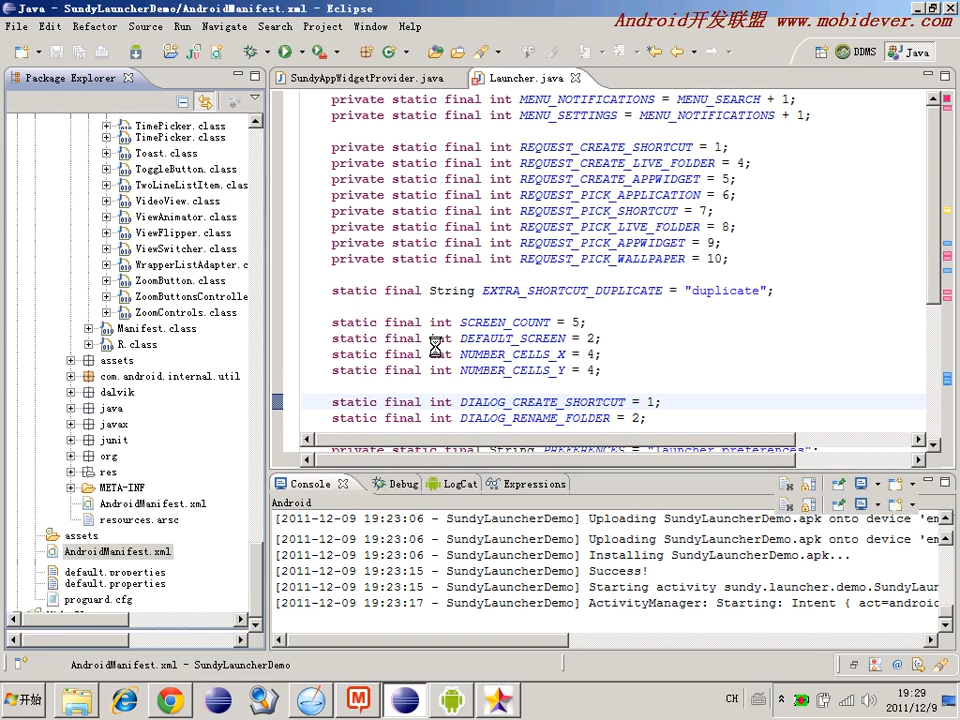 Java - SundyLauncherDemo/AndroidManifest.xml - Eclipse
Android开发联盟 www.mobidever.com
File Edit Refactor Source Run Navigate Search Project Window Help
DDMS Java
Package Explorer
SundyAppWidgetProvider.java Launcher.java
TimePicker.class
TimePicker.class
Toast.class
ToggleButton.class
TwoLineListItem.clas
VideoView.class
ViewAnimator.class
ViewFlipper.class
ViewSwitcher.class
WrapperListAdapter.c
ZoomButton.class
ZoomButtonsControlle
ZoomControls.class
Manifest.class
R.class
assets
com.android.internal.util
dalvik
java
javax
junit
org
res
META-INF
AndroidManifest.xml
resources.arsc
assets
AndroidManifest.xml
default.properties
default.properties
proguard.cfg
private static final int MENU_NOTIFICATIONS = MENU_SEARCH + 1;
private static final int MENU_SETTINGS = MENU_NOTIFICATIONS + 1;
private static final int REQUEST_CREATE_SHORTCUT = 1;
private static final int REQUEST_CREATE_LIVE_FOLDER = 4;
private static final int REQUEST_CREATE_APPWIDGET = 5;
private static final int REQUEST_PICK_APPLICATION = 6;
private static final int REQUEST_PICK_SHORTCUT = 7;
private static final int REQUEST_PICK_LIVE_FOLDER = 8;
private static final int REQUEST_PICK_APPWIDGET = 9;
private static final int REQUEST_PICK_WALLPAPER = 10;
static final String EXTRA_SHORTCUT_DUPLICATE = "duplicate";
static final int SCREEN_COUNT = 5;
static final int DEFAULT_SCREEN = 2;
static final int NUMBER_CELLS_X = 4;
static final int NUMBER_CELLS_Y = 4;
static final int DIALOG_CREATE_SHORTCUT = 1;
static final int DIALOG_RENAME_FOLDER = 2;
private static final String PREFERENCES = "launcher.preferences";
Console Debug LogCat Expressions
Android
[2011-12-09 19:23:06 - SundyLauncherDemo] Uploading SundyLauncherDemo.apk onto device 'em
[2011-12-09 19:23:06 - SundyLauncherDemo] Uploading SundyLauncherDemo.apk onto device 'em
[2011-12-09 19:23:06 - SundyLauncherDemo] Installing SundyLauncherDemo.apk...
[2011-12-09 19:23:15 - SundyLauncherDemo] Success!
[2011-12-09 19:23:15 - SundyLauncherDemo] Starting activity sundy.launcher.demo.SundyLaun
[2011-12-09 19:23:17 - SundyLauncherDemo] ActivityManager: Starting: Intent { act=android
AndroidManifest.xml - SundyLauncherDemo
开始
CH
19:29
2011/12/9